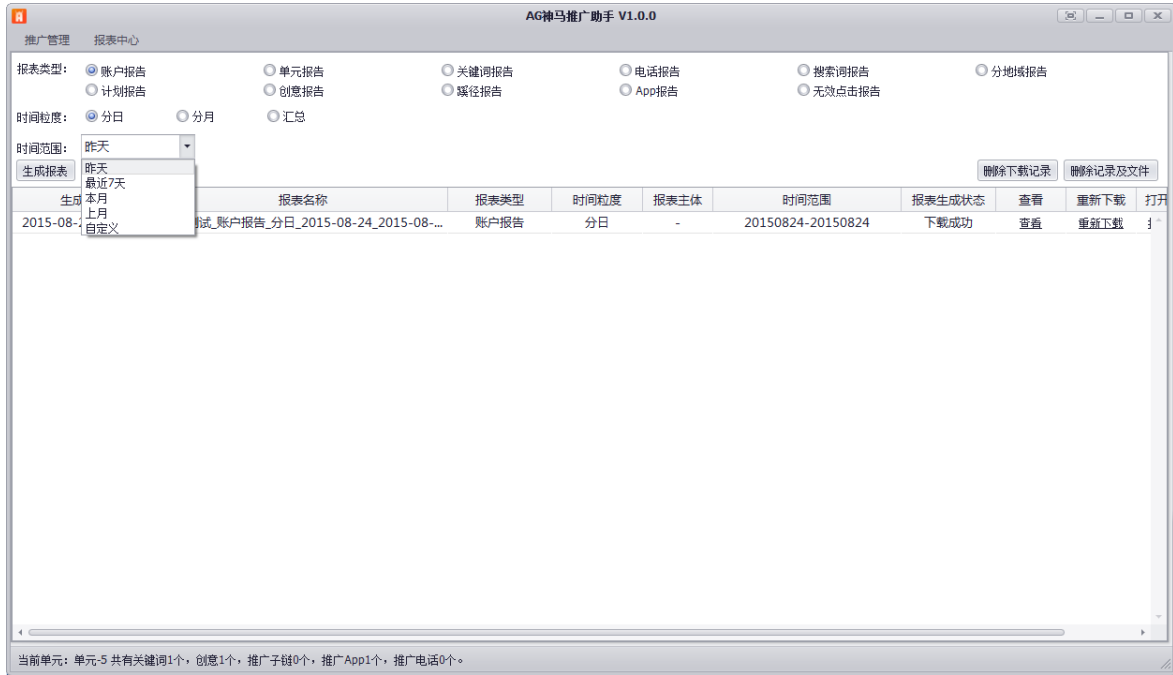 AG神马推广助手 V1.0.0
推广管理 报表中心
报表类型: 账户报告 单元报告 关键词报告 电话报告 搜索词报告 分地域报告
计划报告 创意报告 蹊径报告 App报告 无效点击报告
时间粒度: 分日 分月 汇总
时间范围: 昨天
昨天
最近7天
本月
上月
自定义
生成报表 删除下载记录 删除记录及文件
生成 报表名称 报表类型 时间粒度 报表主体 时间范围 报表生成状态 查看 重新下载 打开
2015-08- 试_账户报告_分日_2015-08-24_2015-08-... 账户报告 分日 - 20150824-20150824 下载成功 查看 重新下载
当前单元: 单元-5 共有关键词1个，创意1个，推广子链0个，推广App1个，推广电话0个。